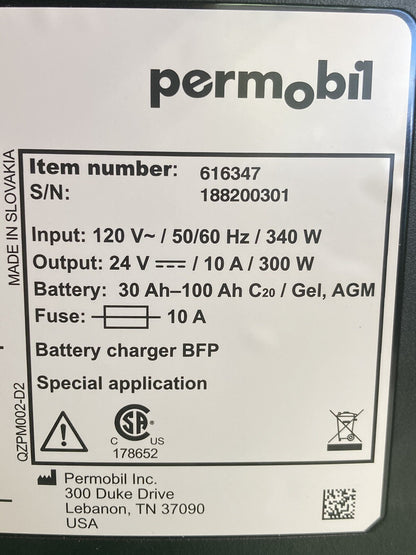 permobil
MADE IN SLOVAKIA
Item number: 616347
S/N: 188200301
Input: 120 V~ / 50/60 Hz / 340 W
Output: 24 V ⎓ / 10 A / 300 W
Battery: 30 Ah–100 Ah C20 / Gel, AGM
Fuse: 10 A
Battery charger BFP
Special application
QZPM002-D2
SA
C US
178652
Permobil Inc.
300 Duke Drive
Lebanon, TN 37090
USA